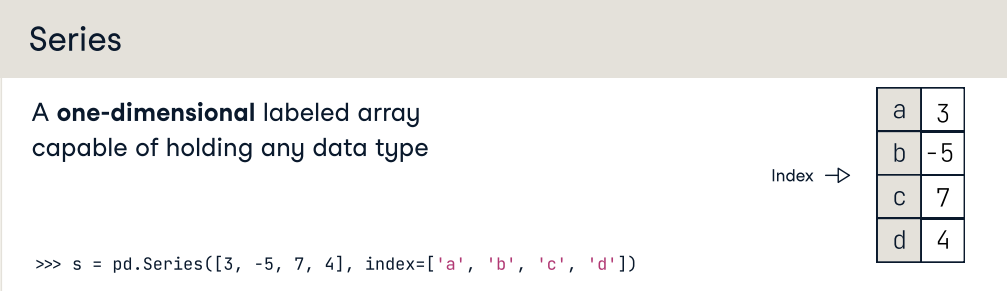 Series
A one-dimensional labeled array
capable of holding any data type
a 3
b -5
Index
c 7
d 4
>>> s = pd.Series([3, -5, 7, 4], index=['a', 'b', 'c', 'd'])